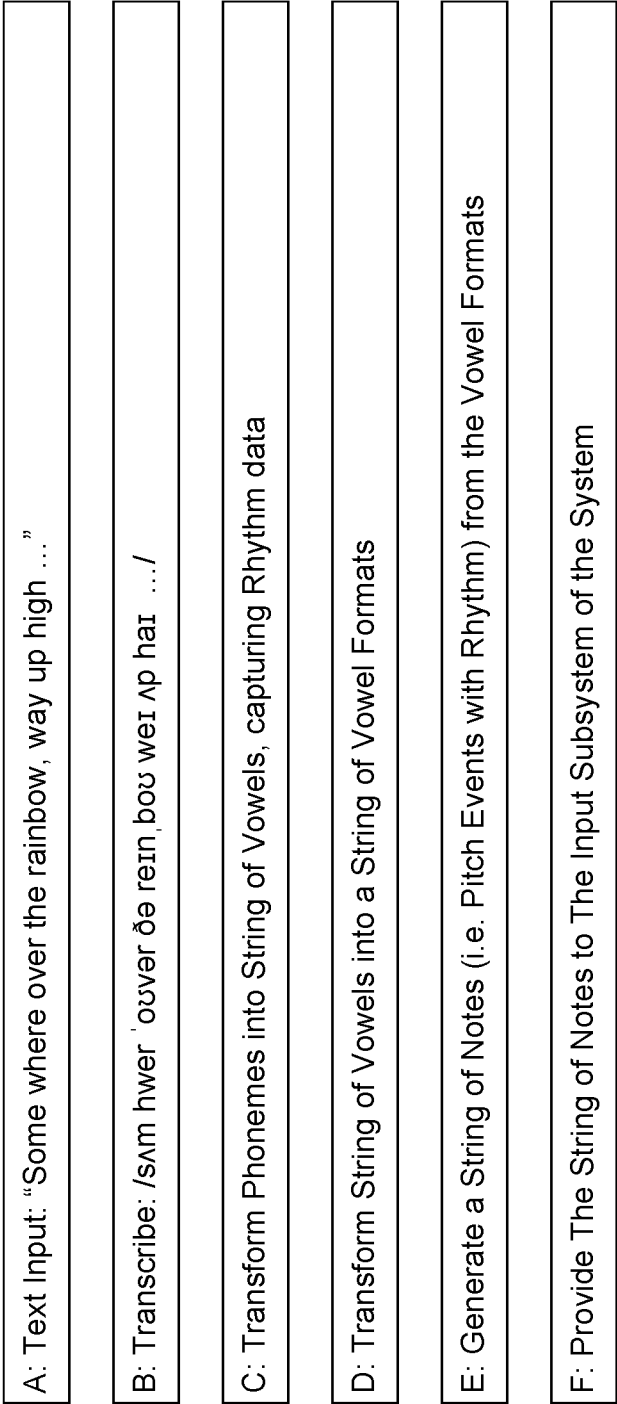 A: Text Input: “Some where over the rainbow, way up high …”
B: Transcribe: /sʌm hwer ˈoʊvər ðə reɪnˌboʊ weɪ ʌp haɪ …/
C: Transform Phonemes into String of Vowels, capturing Rhythm data
D: Transform String of Vowels into a String of Vowel Formats
E: Generate a String of Notes (i.e. Pitch Events with Rhythm) from the Vowel Formats
F: Provide The String of Notes to The Input Subsystem of the System